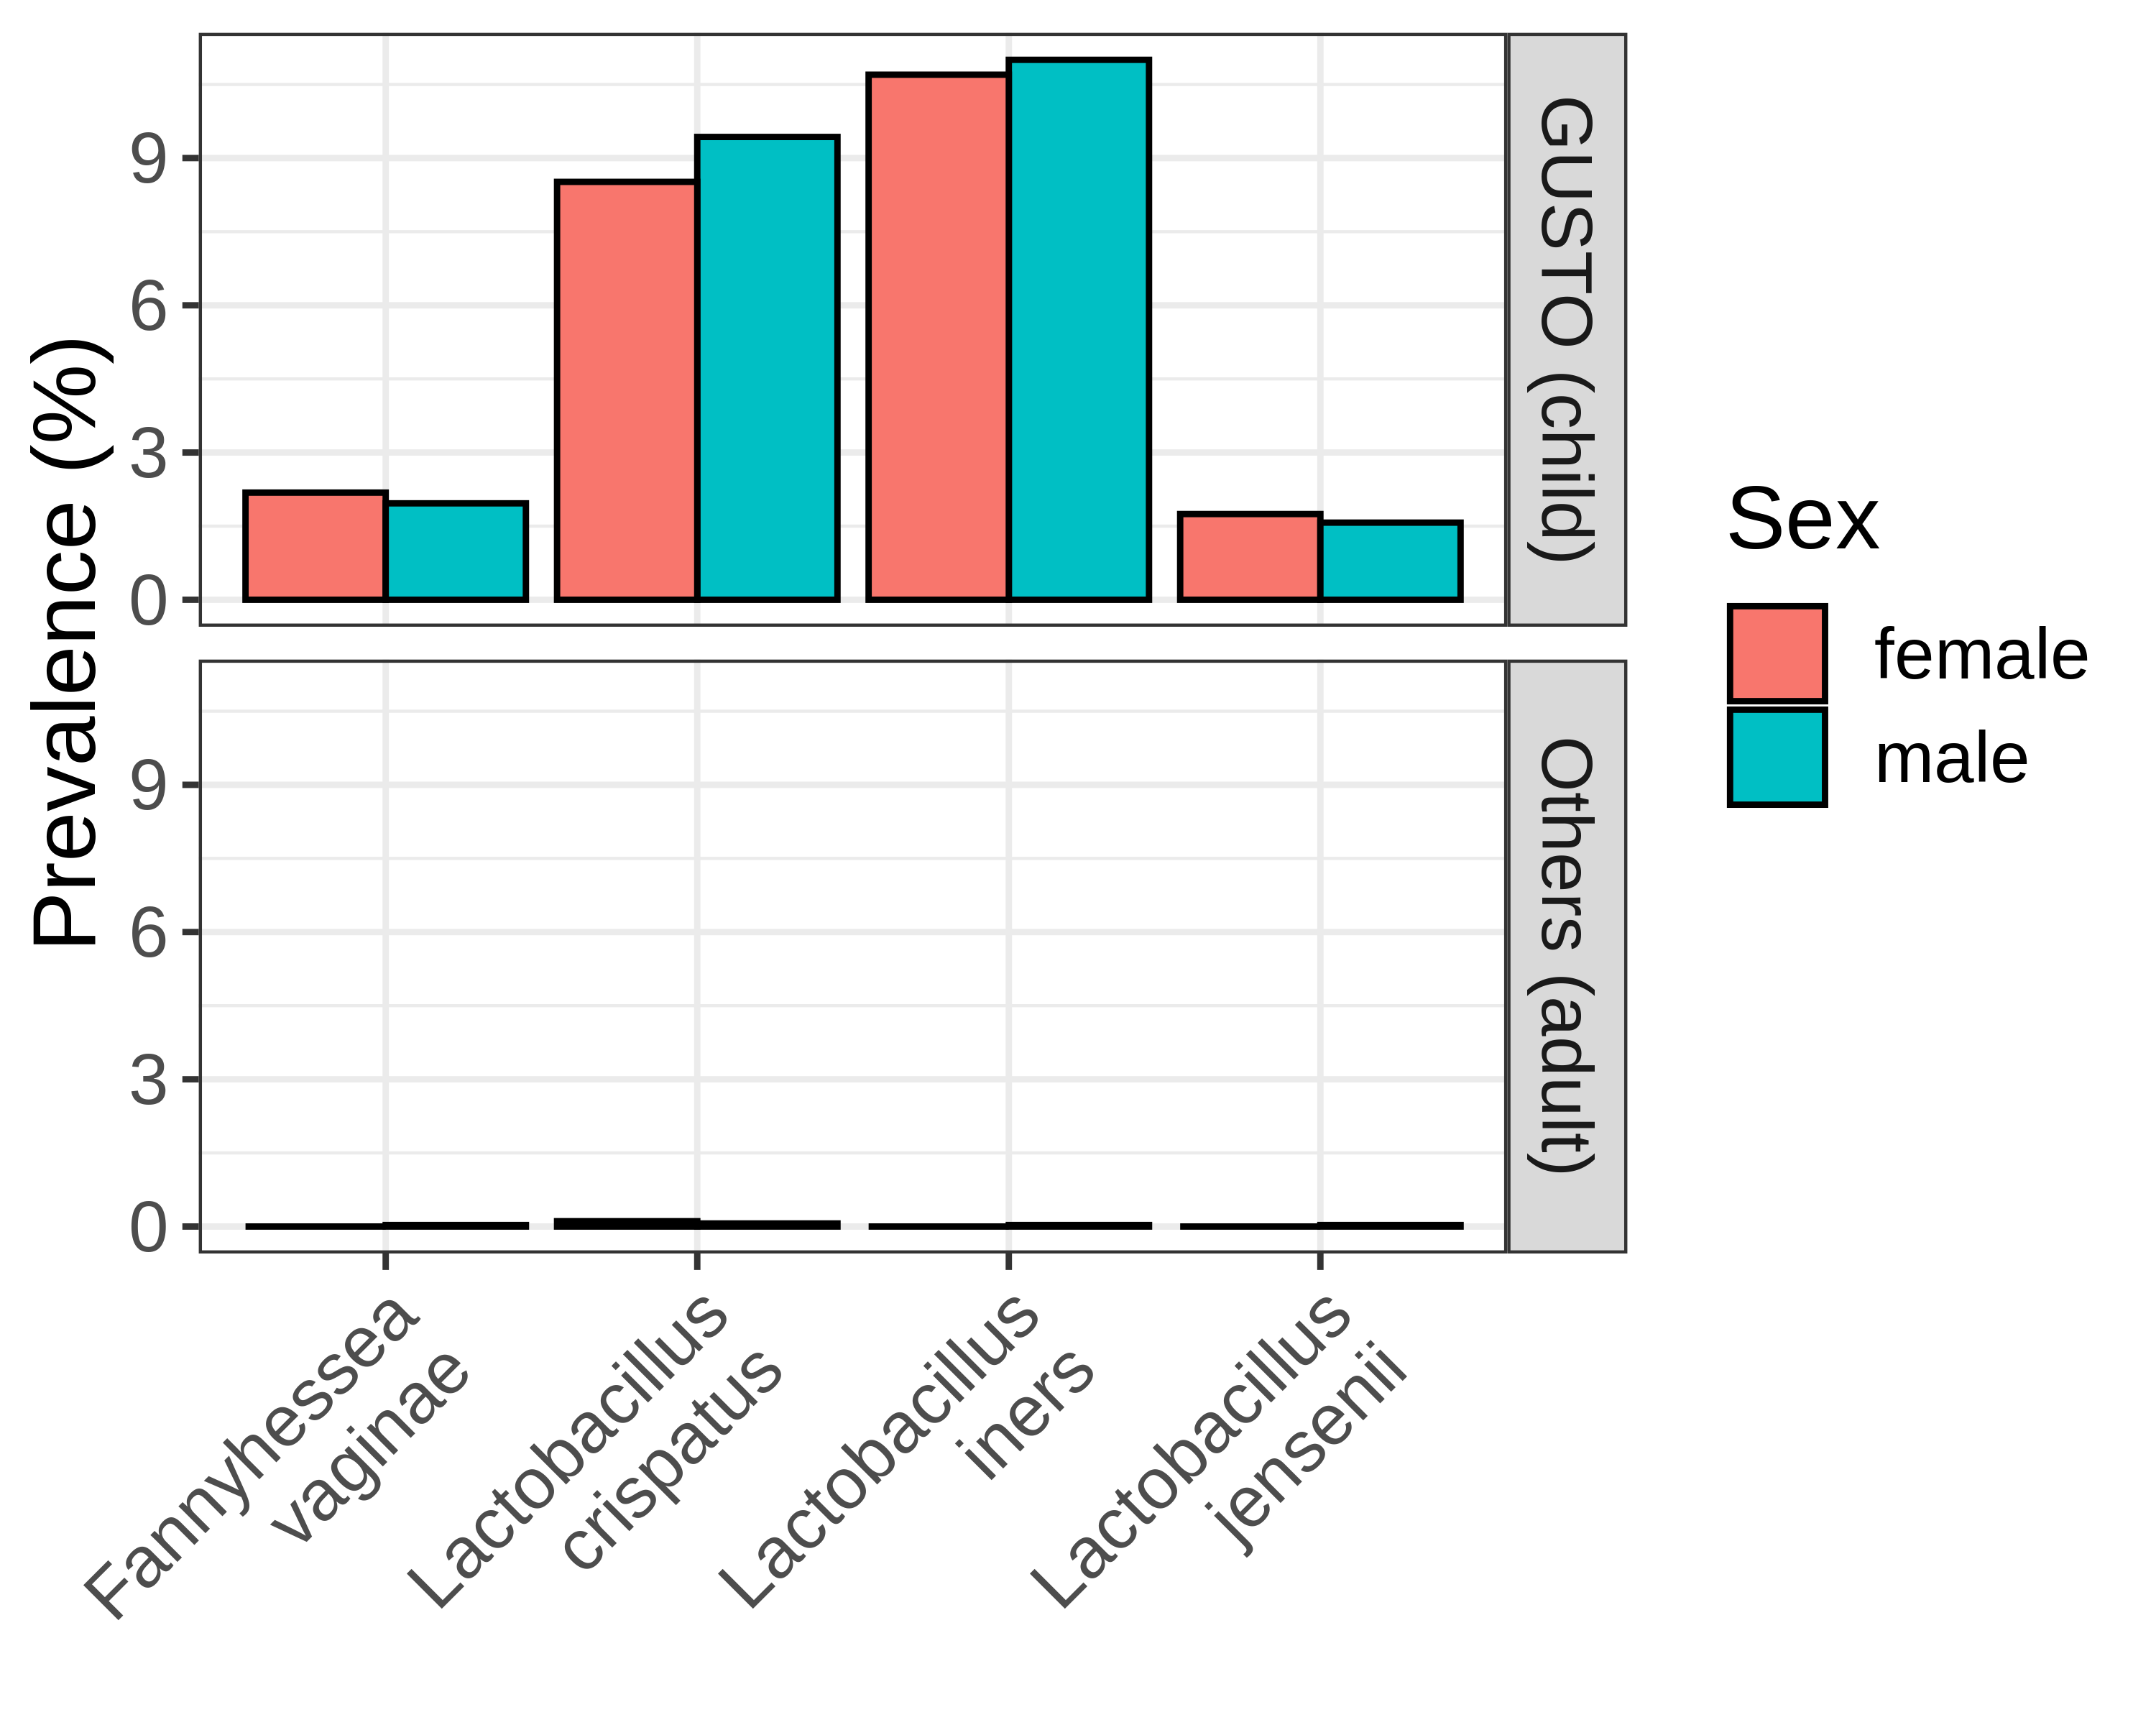 Prevalence (%)
9
6
3
0
GUSTO (child)
9
6
3
0
Others (adult)
Fannyhessea
vaginae
Lactobacillus
crispatus
Lactobacillus
iners
Lactobacillus
jensenii
Sex
female
male